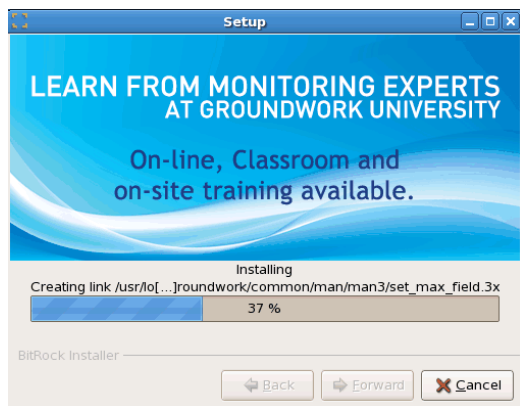 Setup
LEARN FROM MONITORING EXPERTS
AT GROUNDWORK UNIVERSITY
On-line, Classroom and
on-site training available.
Installing
Creating link /usr/lo[...]roundwork/common/man/man3/set_max_field.3x
37 %
BitRock Installer
Back
Forward
Cancel